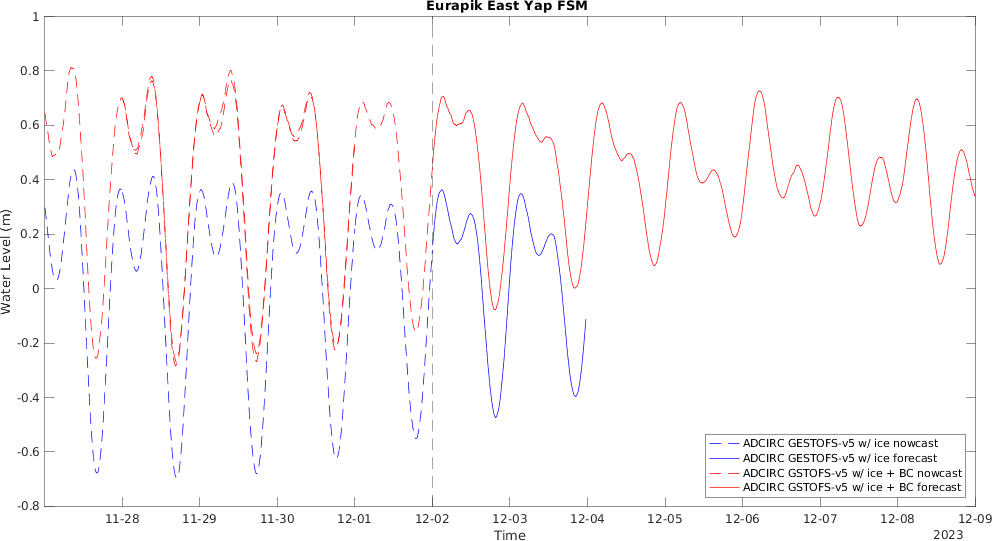 Eurapik East Yap FSM
Water Level (m)
1
0.8
0.6
0.4
0.2
0
-0.2
-0.4
-0.6
-0.8
ADCIRC GESTOFS-v5 w/ ice nowcast
ADCIRC GESTOFS-v5 w/ ice forecast
ADCIRC GSTOFS-v5 w/ ice + BC nowcast
ADCIRC GSTOFS-v5 w/ ice + BC forecast
11-28 11-29 11-30 12-01 12-02 12-03 12-04 12-05 12-06 12-07 12-08 12-09
Time
2023